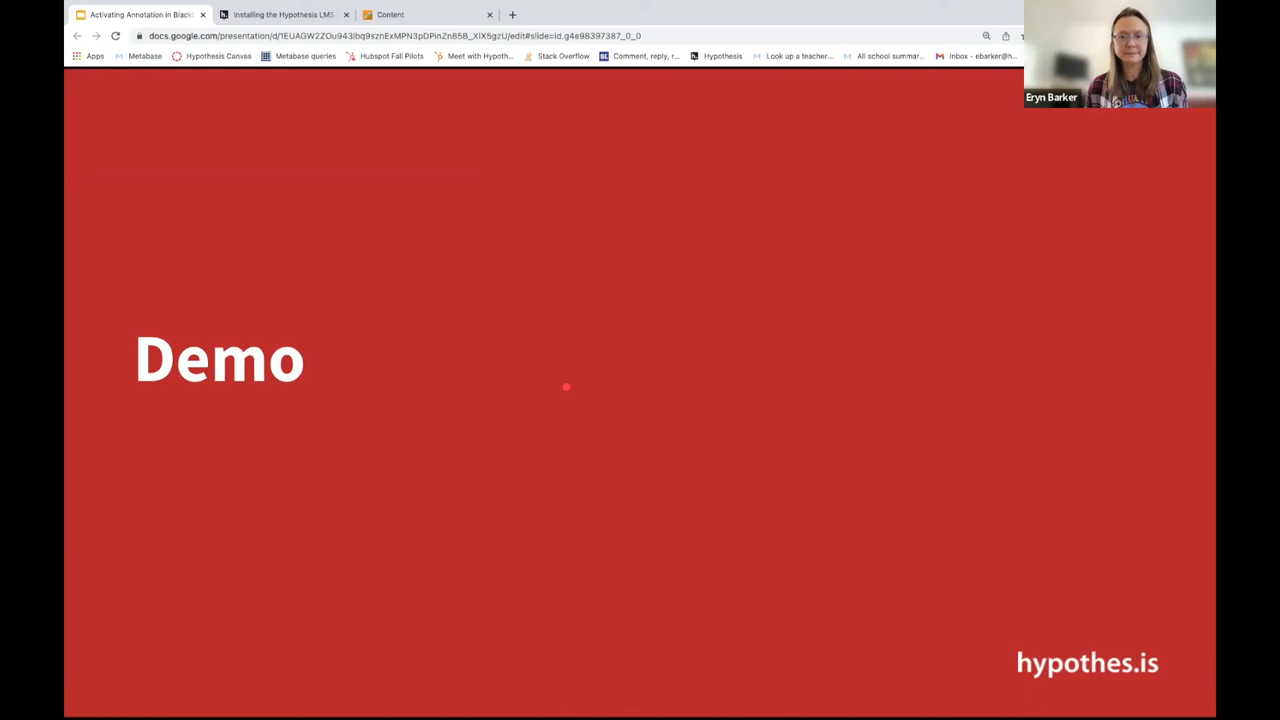 Activating Annotation in Black
Installing the Hypothesis LMS
Content
docs.google.com/presentation/d/1EUAGW2ZOu943lbq9sznExMPN3pDPinZn85B_XIX5gzU/edit#slide=id.g4e98397387_0_0
Apps
Metabase
Hypothesis Canvas
Metabase queries
Hubspot Fall Pilots
Meet with Hypoth...
Stack Overflow
Comment, reply, r...
Hypothesis
Look up a teacher...
All school summar...
Inbox - ebarker@h...
Eryn Barker
Demo
hypothes.is